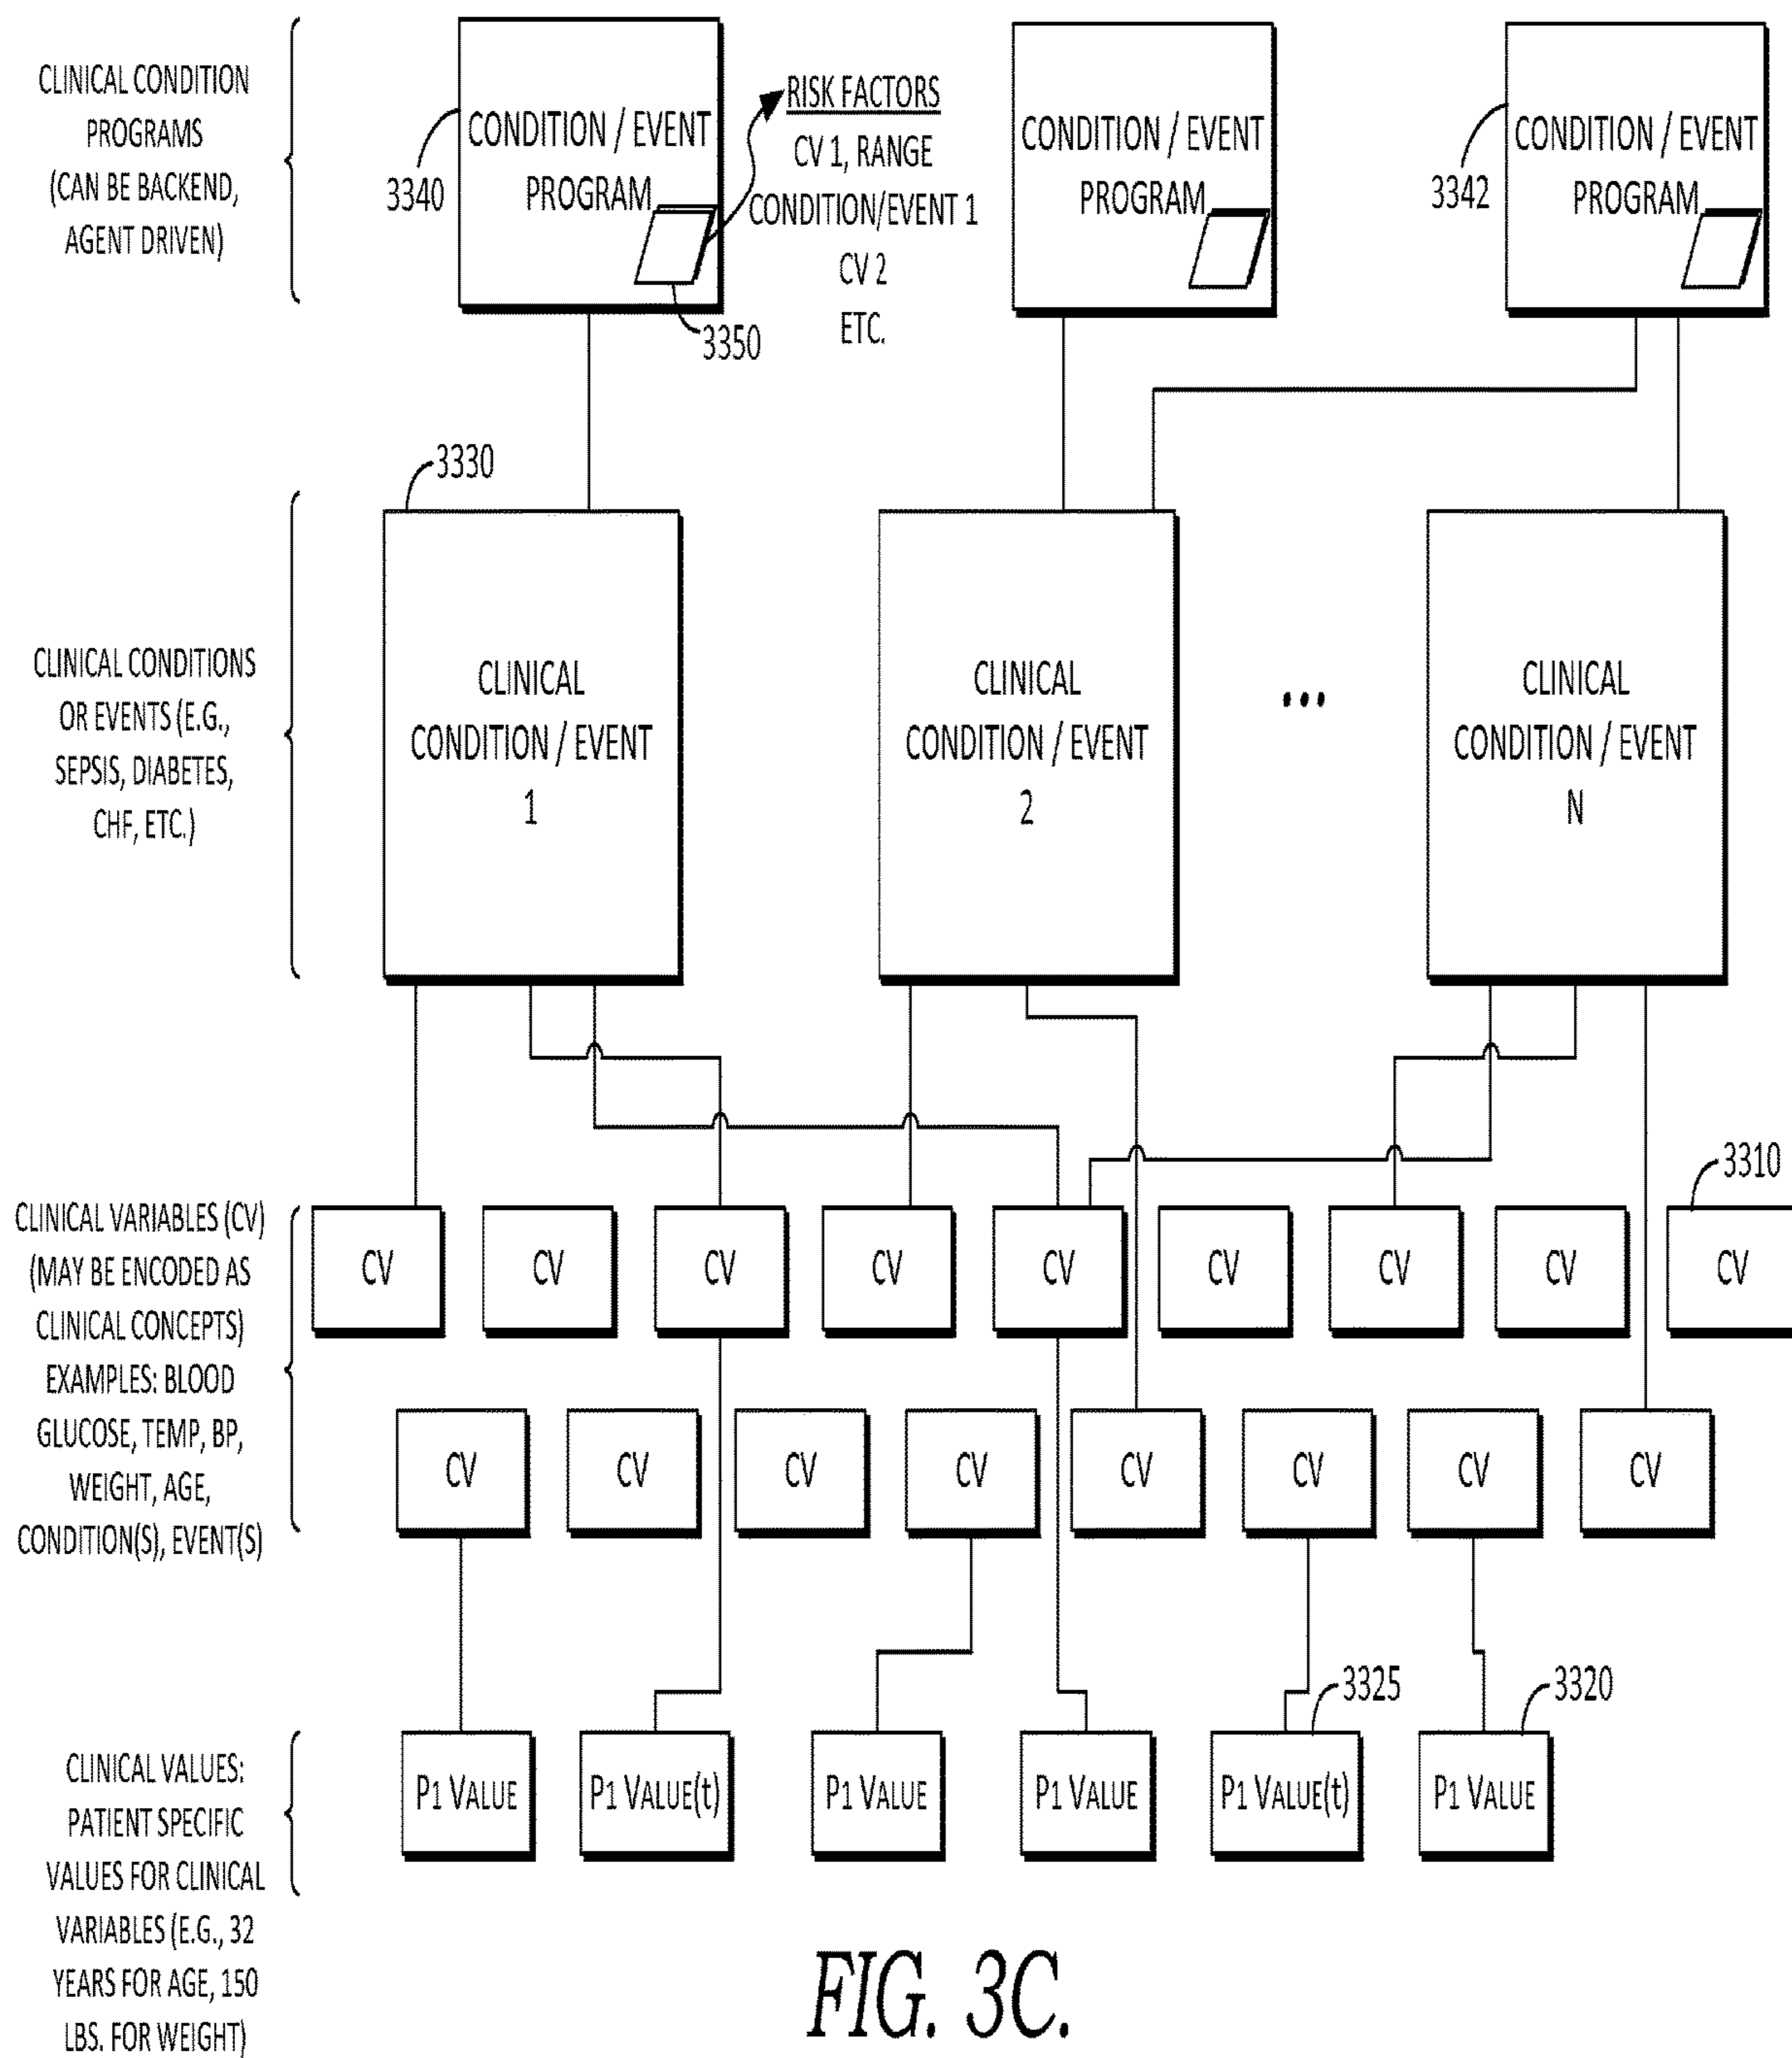 CLINICAL CONDITION
PROGRAMS
(CAN BE BACKEND,
AGENT DRIVEN)
3340
CONDITION / EVENT
PROGRAM
3350
RISK FACTORS
CV 1, RANGE
CONDITION/EVENT 1
CV 2
ETC.
CONDITION / EVENT
PROGRAM
3342
CONDITION / EVENT
PROGRAM
CLINICAL CONDITIONS
OR EVENTS (E.G.,
SEPSIS, DIABETES,
CHF, ETC.)
3330
CLINICAL
CONDITION / EVENT
1
CLINICAL
CONDITION / EVENT
2
...
CLINICAL
CONDITION / EVENT
N
CLINICAL VARIABLES (CV)
(MAY BE ENCODED AS
CLINICAL CONCEPTS)
EXAMPLES: BLOOD
GLUCOSE, TEMP, BP,
WEIGHT, AGE,
CONDITION(S), EVENT(S)
3310
CV CV CV CV CV CV CV CV CV
CV CV CV CV CV CV CV CV
CLINICAL VALUES:
PATIENT SPECIFIC
VALUES FOR CLINICAL
VARIABLES (E.G., 32
YEARS FOR AGE, 150
LBS. FOR WEIGHT)
3325 3320
P1 VALUE P1 VALUE(t) P1 VALUE P1 VALUE P1 VALUE(t) P1 VALUE
FIG. 3C.